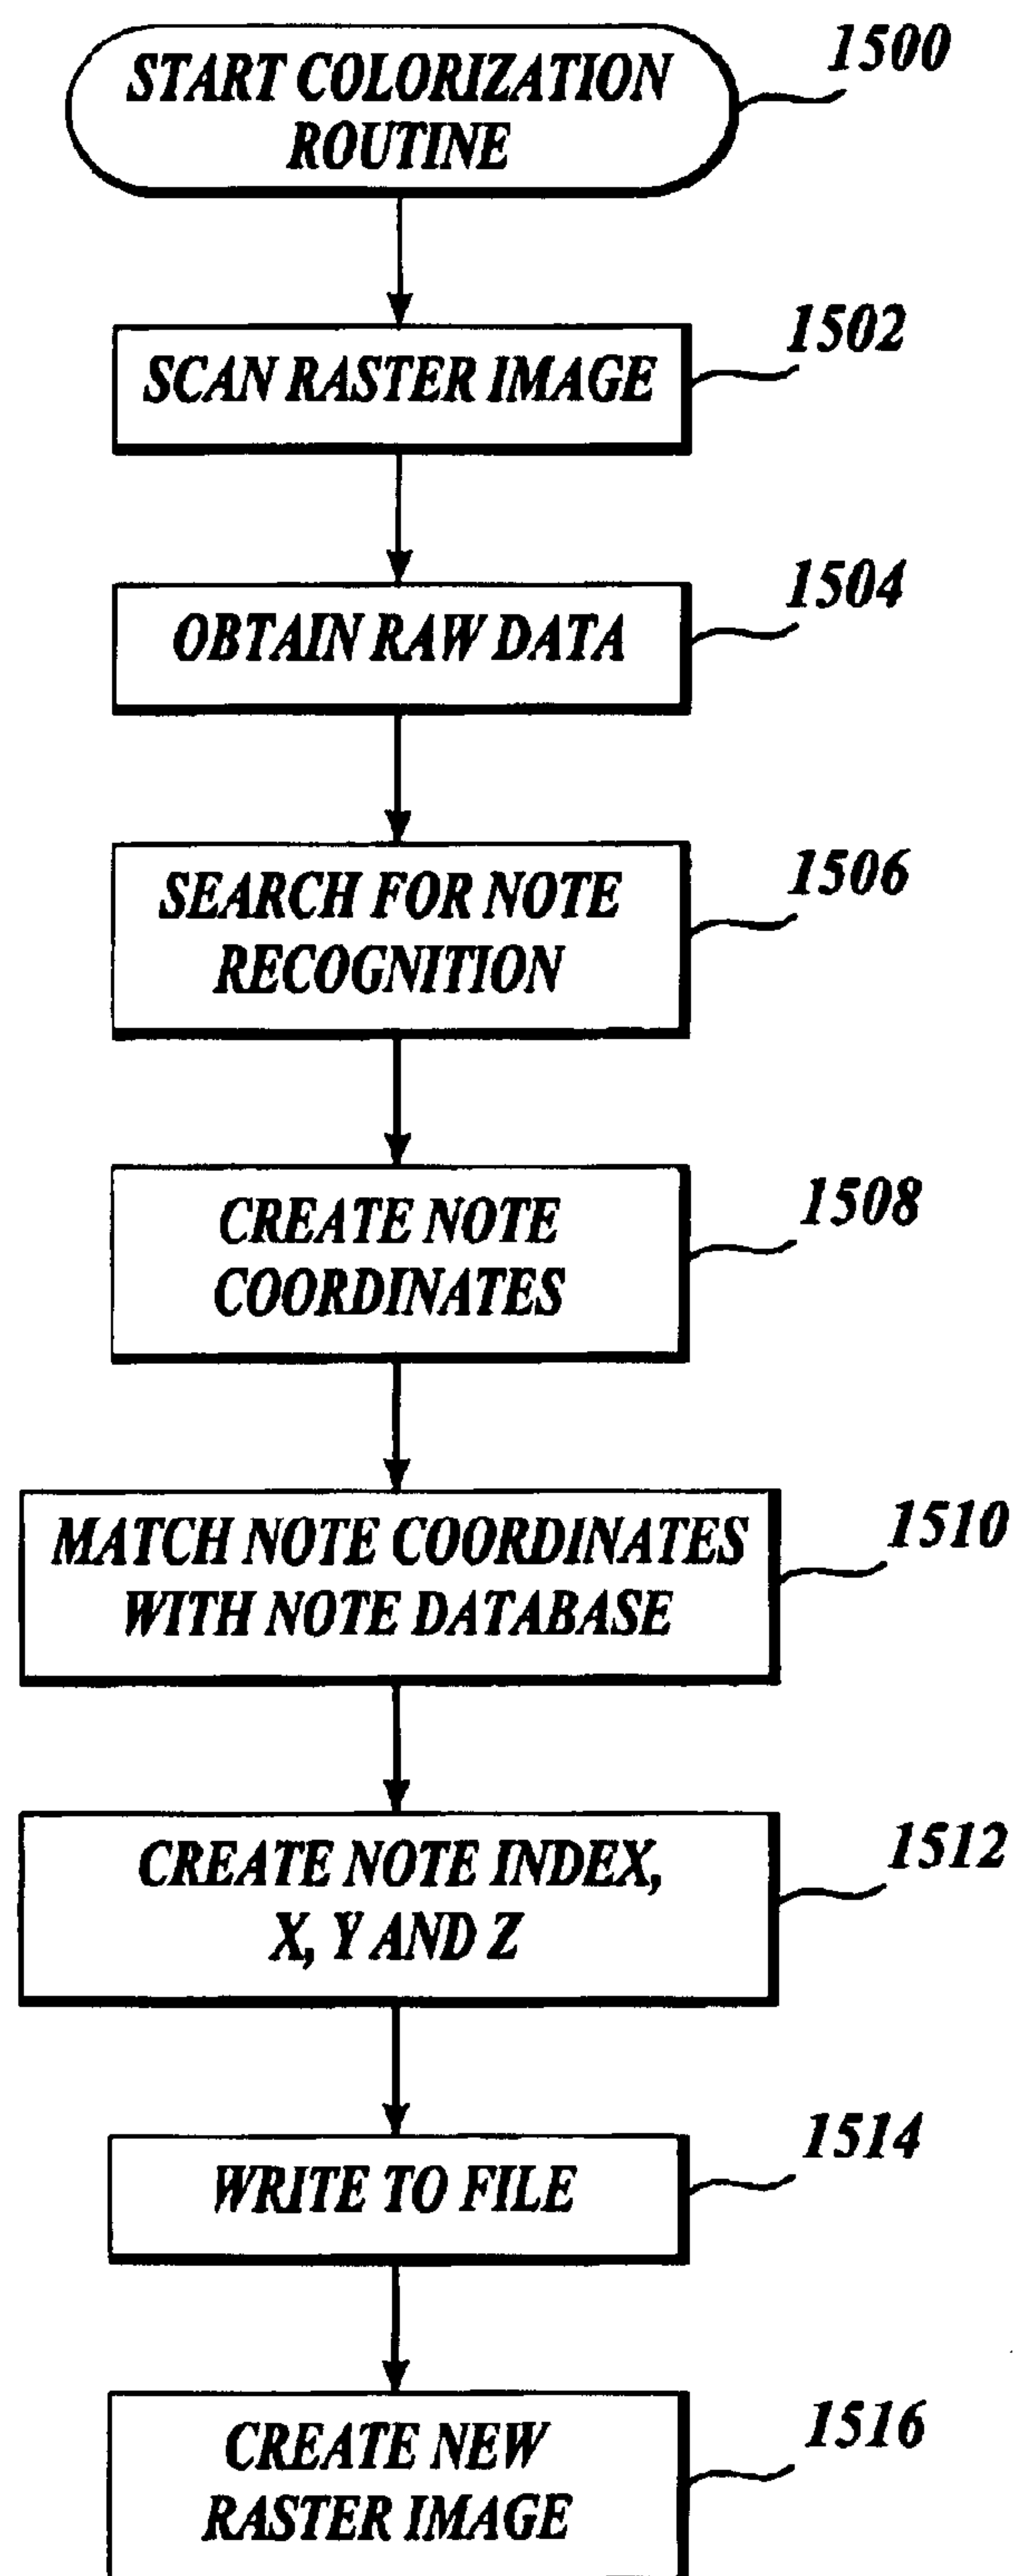 START COLORIZATION
ROUTINE
1500
SCAN RASTER IMAGE
1502
OBTAIN RAW DATA
1504
SEARCH FOR NOTE
RECOGNITION
1506
CREATE NOTE
COORDINATES
1508
MATCH NOTE COORDINATES
WITH NOTE DATABASE
1510
CREATE NOTE INDEX,
X, Y AND Z
1512
WRITE TO FILE
1514
CREATE NEW
RASTER IMAGE
1516